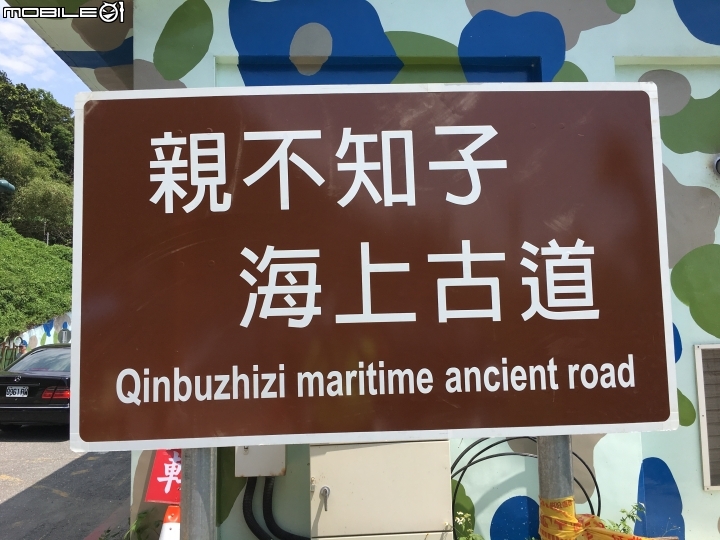 MOBILE01
親不知子
海上古道
Qinbuzhizi maritime ancient road